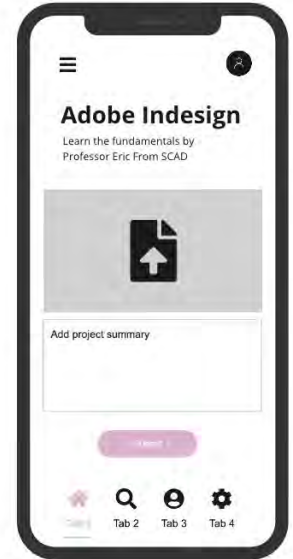 Adobe Indesign
Learn the fundamentals by
Professor Eric From SCAD
Add project summary
Tab 2
Tab 3
Tab 4